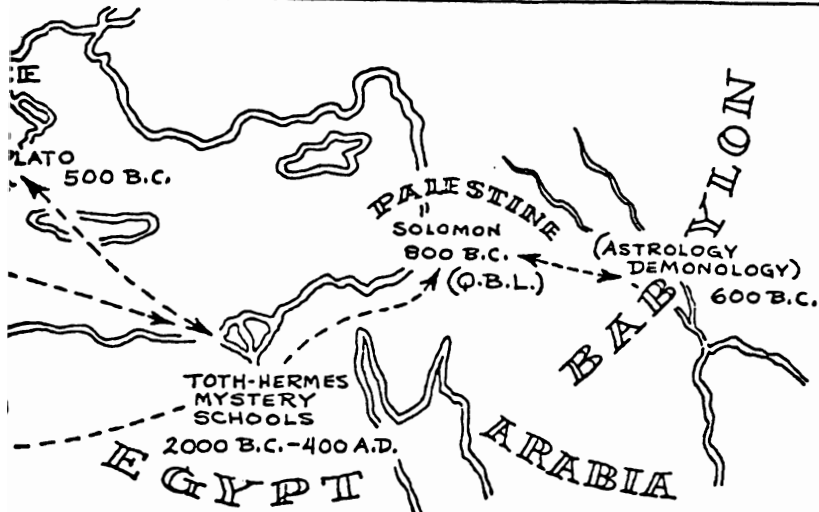 PLATO
500 B.C.
PALESTINE
SOLOMON
800 B.C.
(Q.B.L.)
BABYLON
(ASTROLOGY
DEMONOLOGY)
600 B.C.
TOTH-HERMES
MYSTERY
SCHOOLS
2000 B.C.-400 A.D.
EGYPT
ARABIA